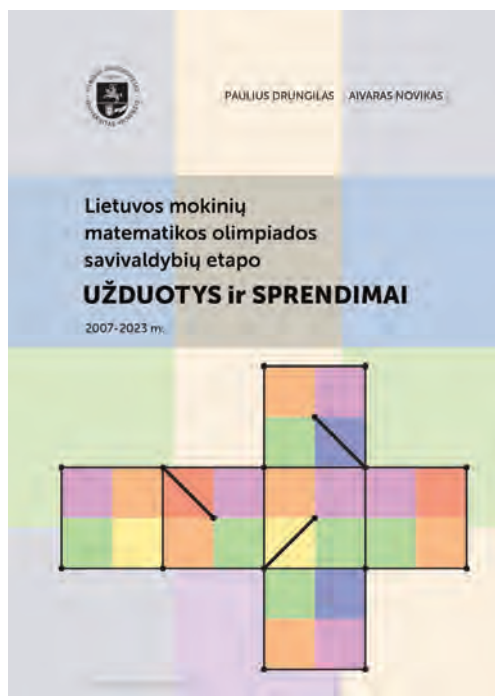 PAULIUS DRUNGILAS AIVARAS NOVIKAS
Lietuvos mokinių
matematikos olimpiados
savivaldybių etapo
UŽDUOTYS ir SPRENDIMAI
2007-2023 m.